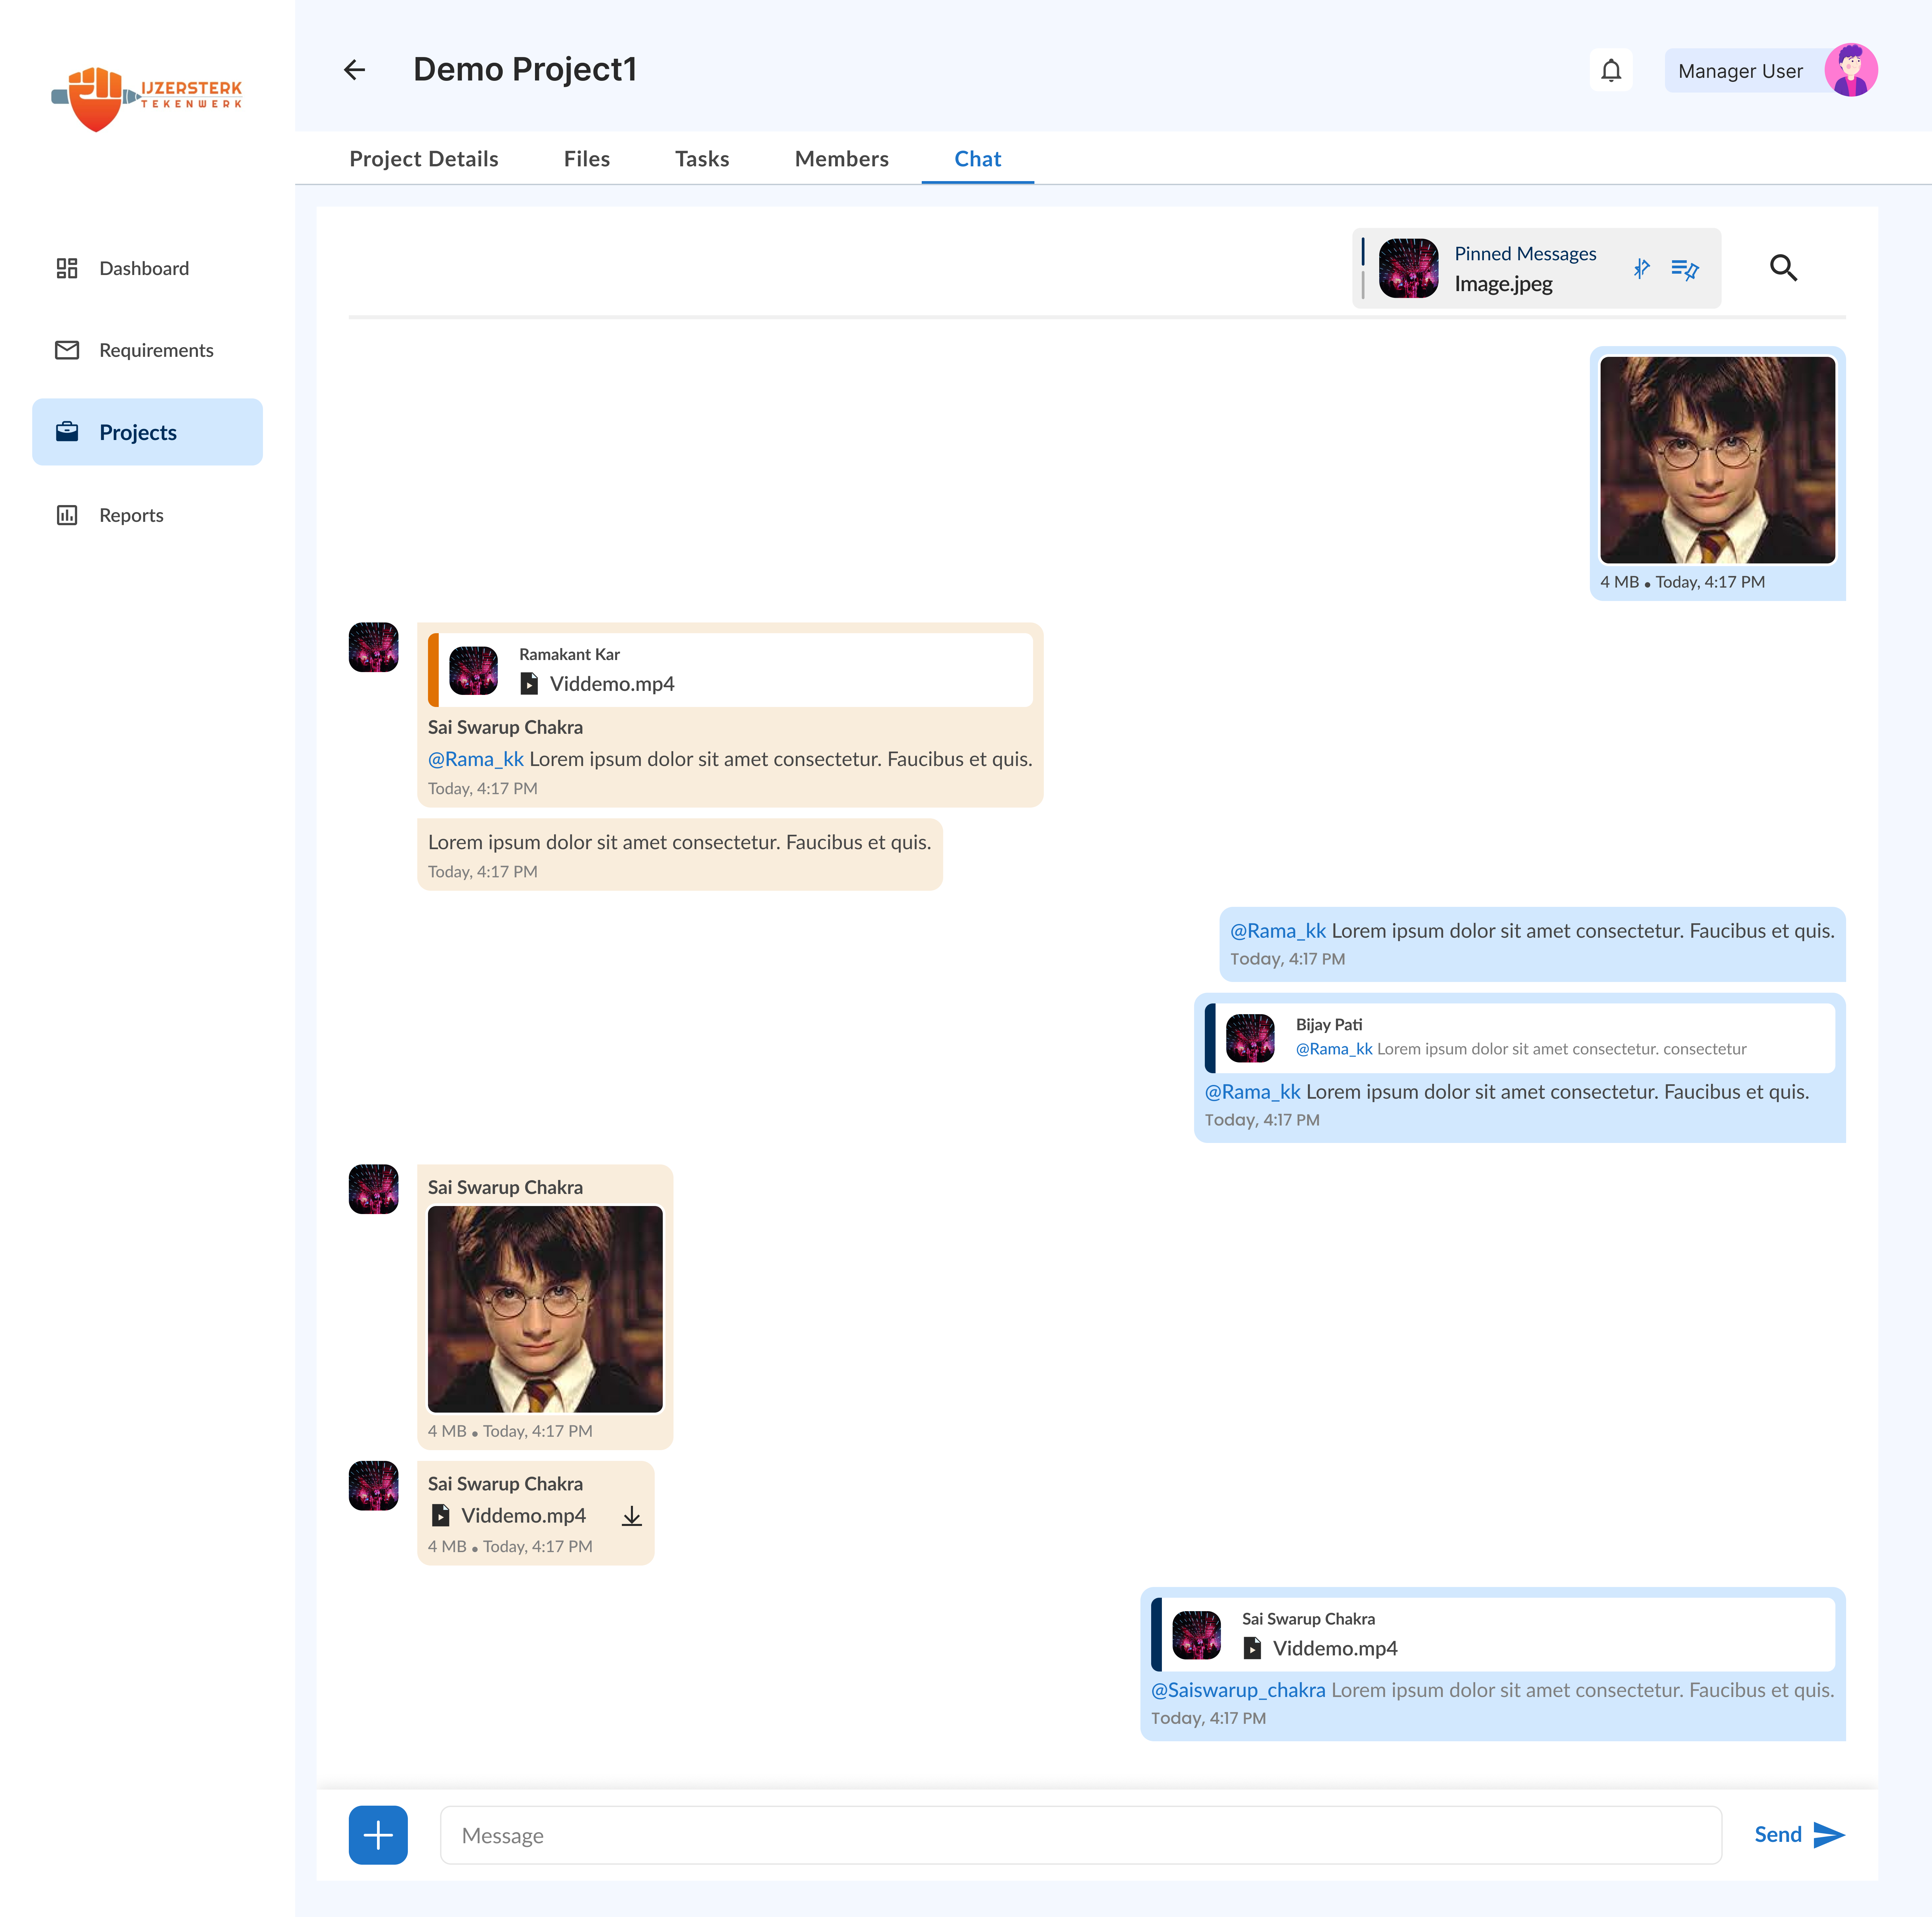 IJZERSTERK
TEKENWERK
Demo Project1
Manager User
Project Details Files Tasks Members Chat
Dashboard
Requirements
Projects
Reports
Pinned Messages
Image.jpeg
4 MB • Today, 4:17 PM
Ramakant Kar
Viddemo.mp4
Sai Swarup Chakra
@Rama_kk Lorem ipsum dolor sit amet consectetur. Faucibus et quis.
Today, 4:17 PM
Lorem ipsum dolor sit amet consectetur. Faucibus et quis.
Today, 4:17 PM
@Rama_kk Lorem ipsum dolor sit amet consectetur. Faucibus et quis.
Today, 4:17 PM
Bijay Pati
@Rama_kk Lorem ipsum dolor sit amet consectetur. consectetur
@Rama_kk Lorem ipsum dolor sit amet consectetur. Faucibus et quis.
Today, 4:17 PM
Sai Swarup Chakra
4 MB • Today, 4:17 PM
Sai Swarup Chakra
Viddemo.mp4
4 MB • Today, 4:17 PM
Sai Swarup Chakra
Viddemo.mp4
@Saiswarup_chakra Lorem ipsum dolor sit amet consectetur. Faucibus et quis.
Today, 4:17 PM
Message
Send